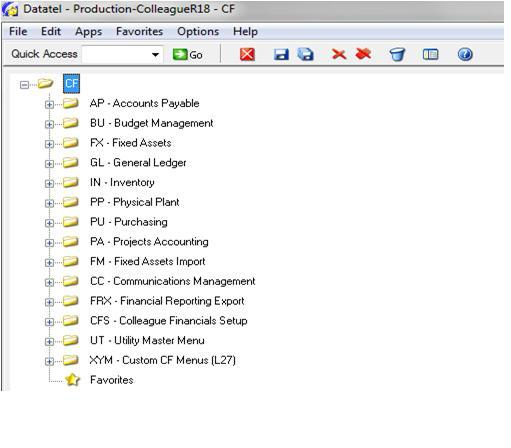 Datatel - Production-ColleagueR18 - CF
File Edit Apps Favorites Options Help
Quick Access Go
CF
AP - Accounts Payable
BU - Budget Management
FX - Fixed Assets
GL - General Ledger
IN - Inventory
PP - Physical Plant
PU - Purchasing
PA - Projects Accounting
FM - Fixed Assets Import
CC - Communications Management
FRX - Financial Reporting Export
CFS - Colleague Financials Setup
UT - Utility Master Menu
XYM - Custom CF Menus (L27)
Favorites